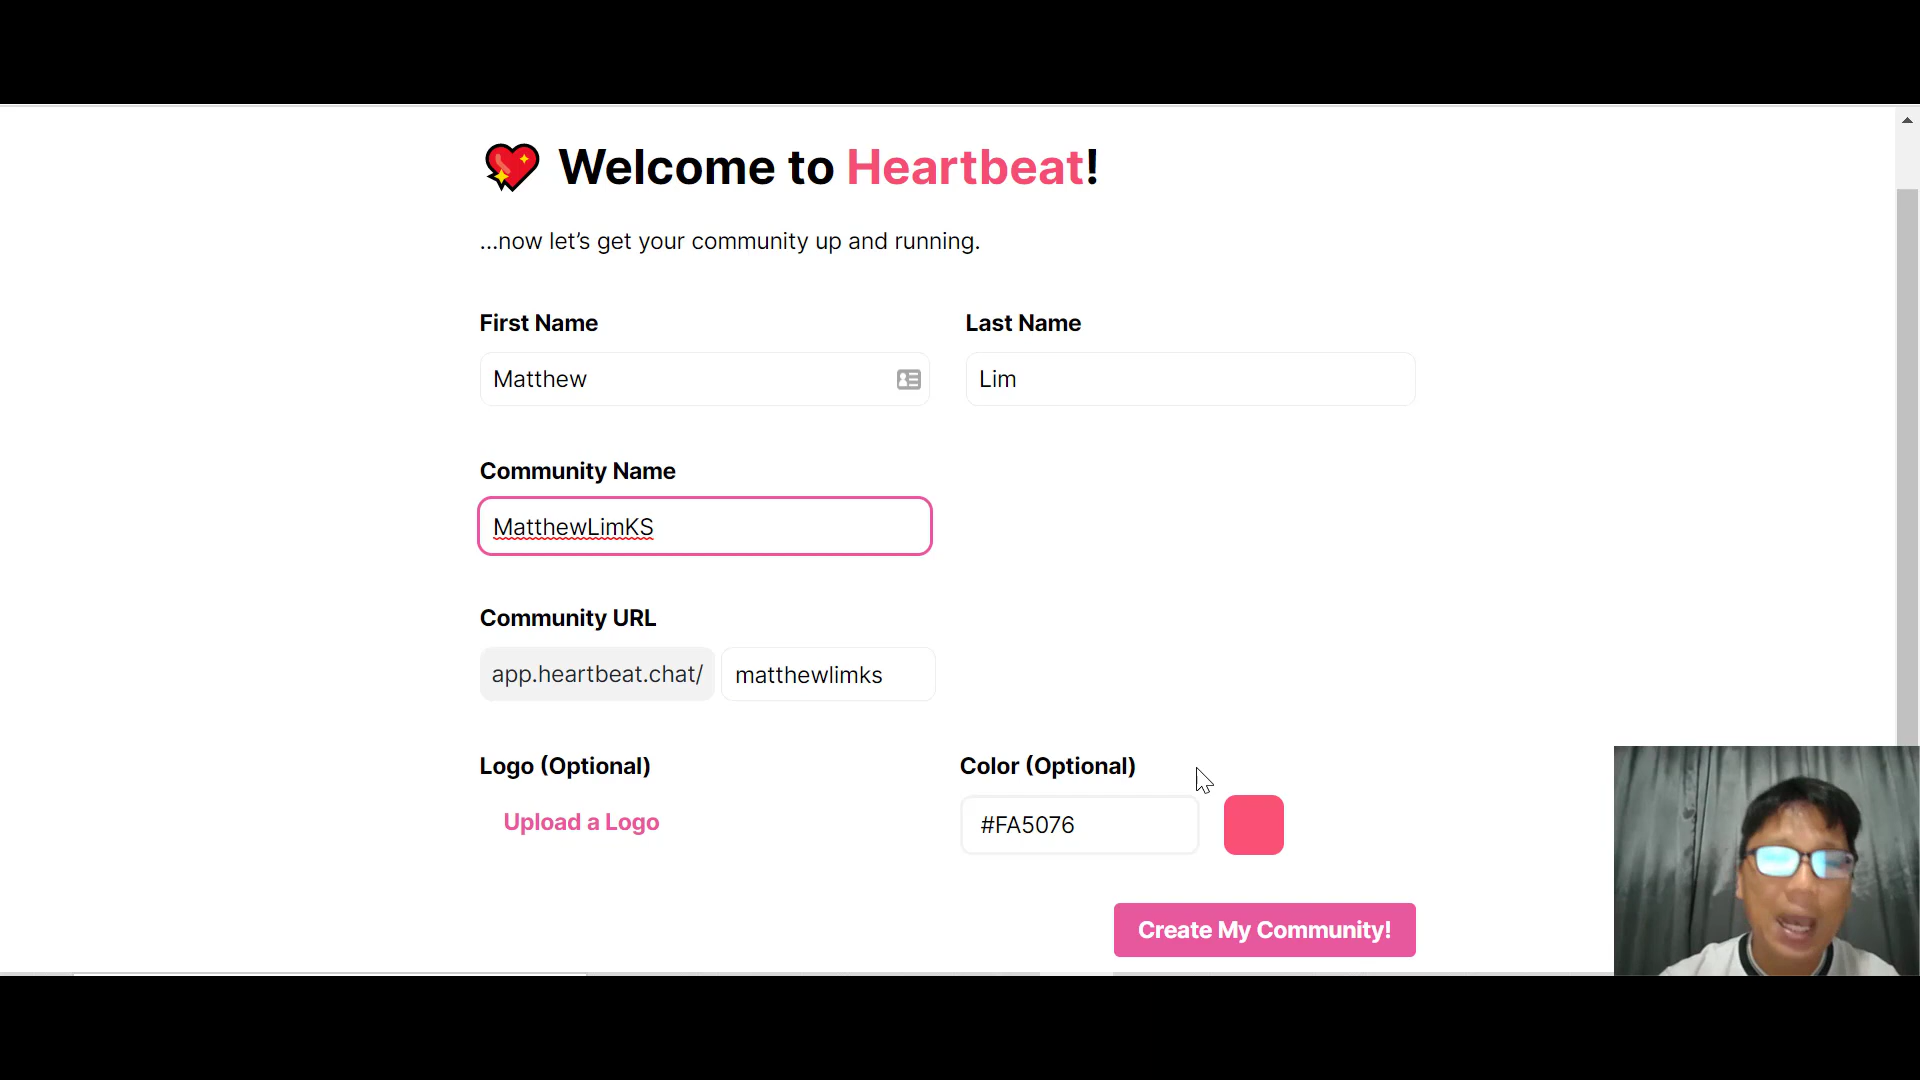 Welcome to Heartbeat!
...now let's get your community up and running.
First Name
Last Name
Matthew
Lim
Community Name
MatthewLimKS
Community URL
app.heartbeat.chat/ matthewlimks
Logo (Optional)
Color (Optional)
Upload a Logo
#FA5076
Create My Community!